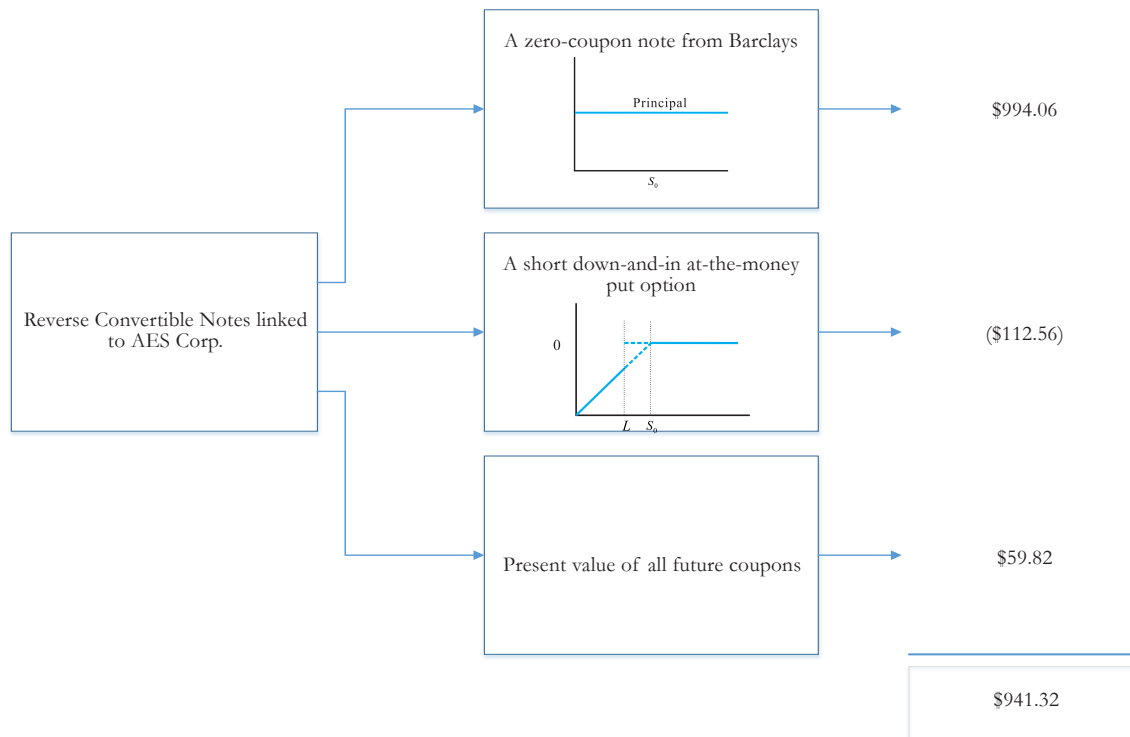 A zero-coupon note from Barclays
Principal
S₀
$994.06
Reverse Convertible Notes linked
to AES Corp.
A short down-and-in at-the-money
put option
0
L S₀
($112.56)
Present value of all future coupons
$59.82
$941.32